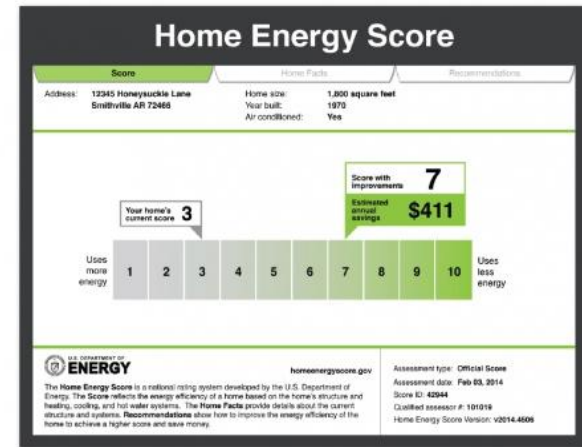 Home Energy Score
Score
Home Facts
Recommendations
Address: 12345 Honeysuckle Lane
Smithville AR 72466
Home size: 1,800 square feet
Year built: 1970
Air conditioned: Yes
Score with
improvements 7
Estimated
annual
savings $411
Your home's
current score 3
Uses
more
energy
1 2 3 4 5 6 7 8 9 10
Uses
less
energy
U.S. DEPARTMENT OF
ENERGY
homeenergyscore.gov
The Home Energy Score is a national rating system developed by the U.S. Department of
Energy. The Score reflects the energy efficiency of a home based on the home's structure and
heating, cooling, and hot water systems. The Home Facts provide details about the current
structure and systems. Recommendations show how to improve the energy efficiency of the
home to achieve a higher score and save money.
Assessment type: Official Score
Assessment date: Feb 03, 2014
Score ID: 42944
Qualified assessor #: 101019
Home Energy Score Version: v2014.4506